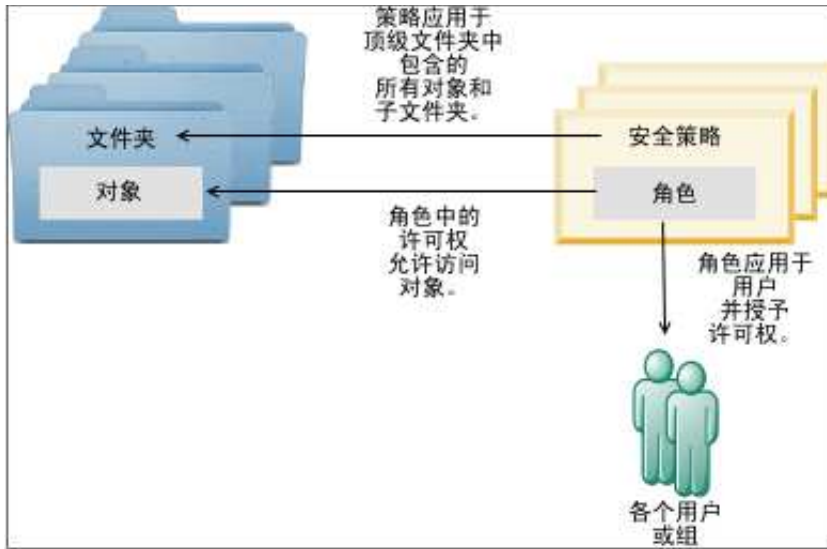 策略应用于
顶级文件夹中
包含的
所有对象和
子文件夹。
文件夹
安全策略
对象
角色
角色中的
许可权
允许访问
对象。
角色应用于
用户
并授予
许可权。
各个用户
或组